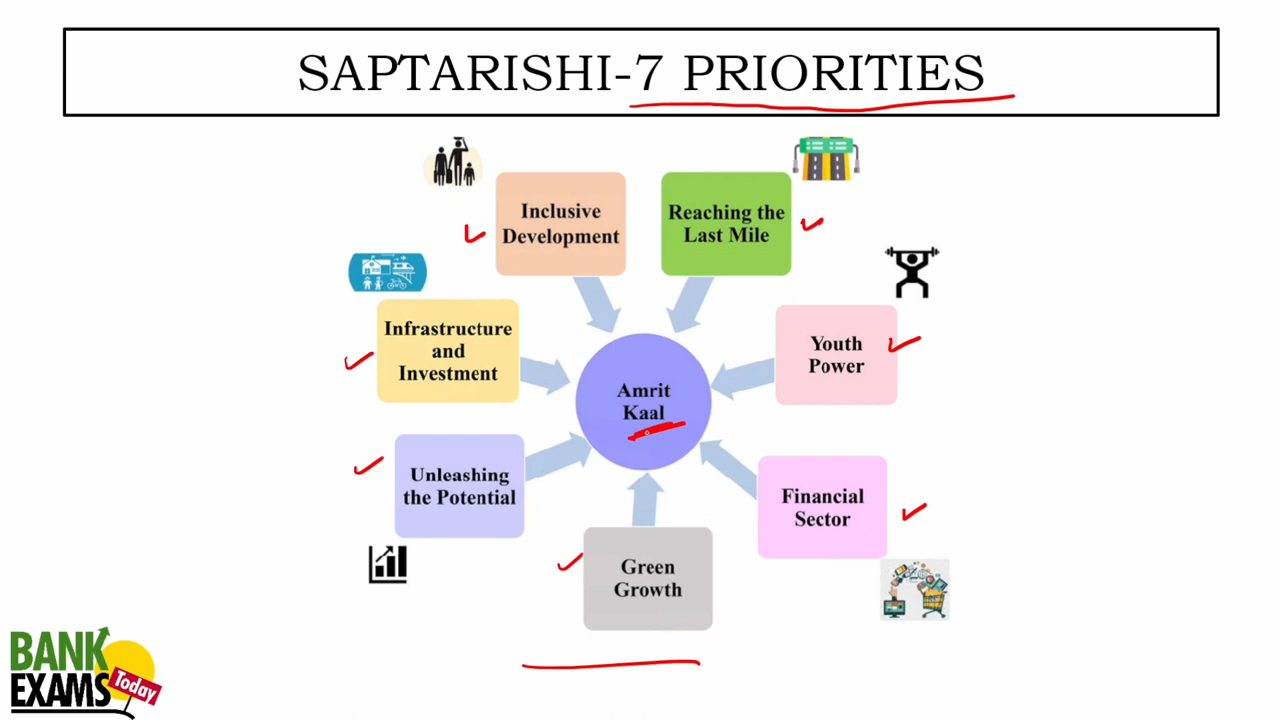 SAPTARISHI-7 PRIORITIES
Inclusive
Development
Reaching the
Last Mile
Infrastructure
and
Investment
Youth
Power
Amrit
Kaal
Unleashing
the Potential
Financial
Sector
Green
Growth
BANK
EXAMS
Today